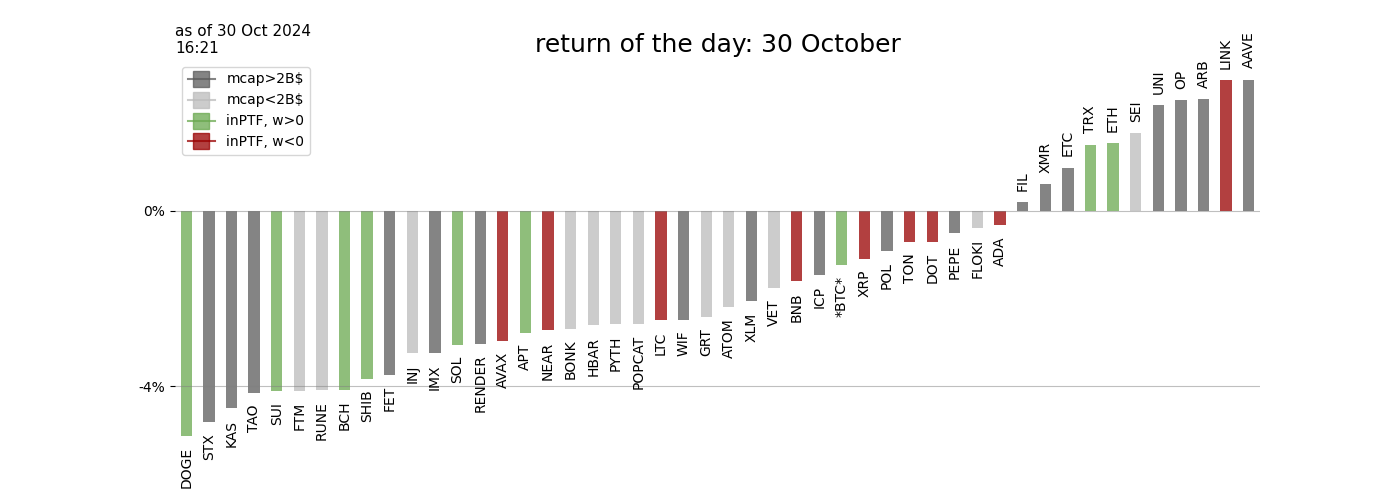 as of 30 Oct 2024
16:21
return of the day: 30 October
mcap>2B$
mcap<2B$
inPTF, w>0
inPTF, w<0
0%
-4%
DOGE
STX
KAS
TAO
SUI
FTM
RUNE
BCH
SHIB
FET
INJ
IMX
SOL
RENDER
AVAX
APT
NEAR
BONK
HBAR
PYTH
POPCAT
LTC
WIF
GRT
ATOM
XLM
VET
BNB
ICP
*BTC*
XRP
POL
TON
DOT
PEPE
FLOKI
ADA
FIL
XMR
ETC
TRX
ETH
SEI
UNI
OP
ARB
LINK
AAVE